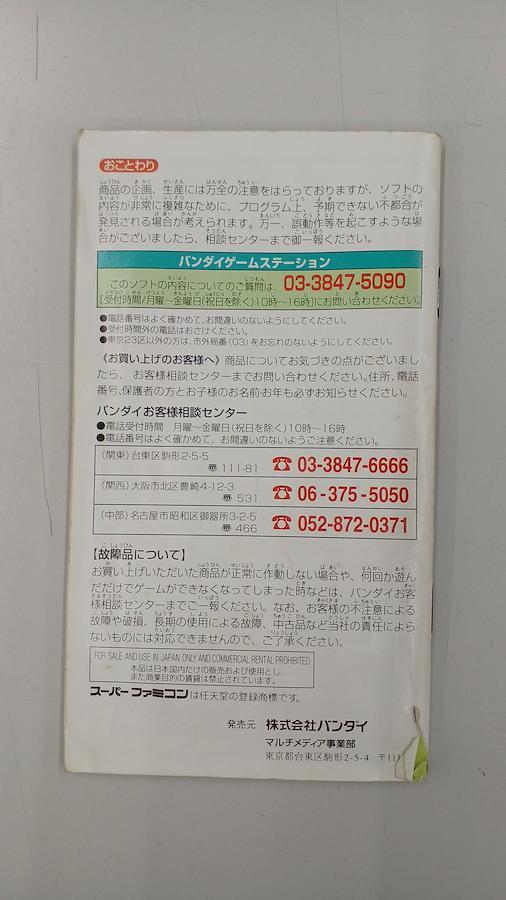 おことわり
商品の企画、生産には万全の注意をはらっておりますが、ソフトの
内容が非常に複雑なために、プログラム上、予期できない不都合が
発見される場合が考えられます。万一、誤動作等を起こすような場
合がございましたら、相談センターまで御一報ください。
バンダイゲームステーション
このソフトの内容についてのご質問は、03-3847-5090
【受付時間/月曜〜金曜日(祝日を除く)10時〜16時】にお問い合わせください。
●電話番号はよく確かめて、お間違のないようにしてください。
●受付時間外の電話はおさけください。
●東京23区以外の方は、市外局番(03)をお忘れのないようにしてください。
《お買い上げのお客様へ》商品についてお気づきの点がございまし
たら、お客様相談センターまでお問い合わせください。住所、電話
番号、保護者の方とお子様のお名前・お年も必ずお知らせください。
バンダイお客様相談センター
●電話受付時間 月曜〜金曜日(祝日を除く)10時〜16時
●電話番号はよく確かめて、お間違いのないようご注意ください。
(関東)台東区駒形2-5-5
〒111-81 ☎ 03-3847-6666
(関西)大阪市北区豊崎4-12-3
〒531 ☎ 06-375-5050
(中部)名古屋市昭和区御器所3-2-5
〒466 ☎ 052-872-0371
【故障品について】
お買い上げいただいた商品が正常に作動しない場合や、何回か遊ん
だだけでゲームができなくなってしまった時などは、バンダイお客
様相談センターまでご一報ください。なお、お客様の不注意による
故障や破損、長期の使用による故障、中古品など当社の責任によら
ないものには対応できませんので、ご了承ください。
FOR SALE AND USE IN JAPAN ONLY AND COMMERCIAL RENTAL PROHIBITED
本品は日本国内だけの販売および使用とし、
また商業目的の賃貸は禁止されています。
スーパーファミコンは任天堂の登録商標です。
発売元 株式会社バンダイ
マルチメディア事業部
東京都台東区駒形2-5-4 〒111